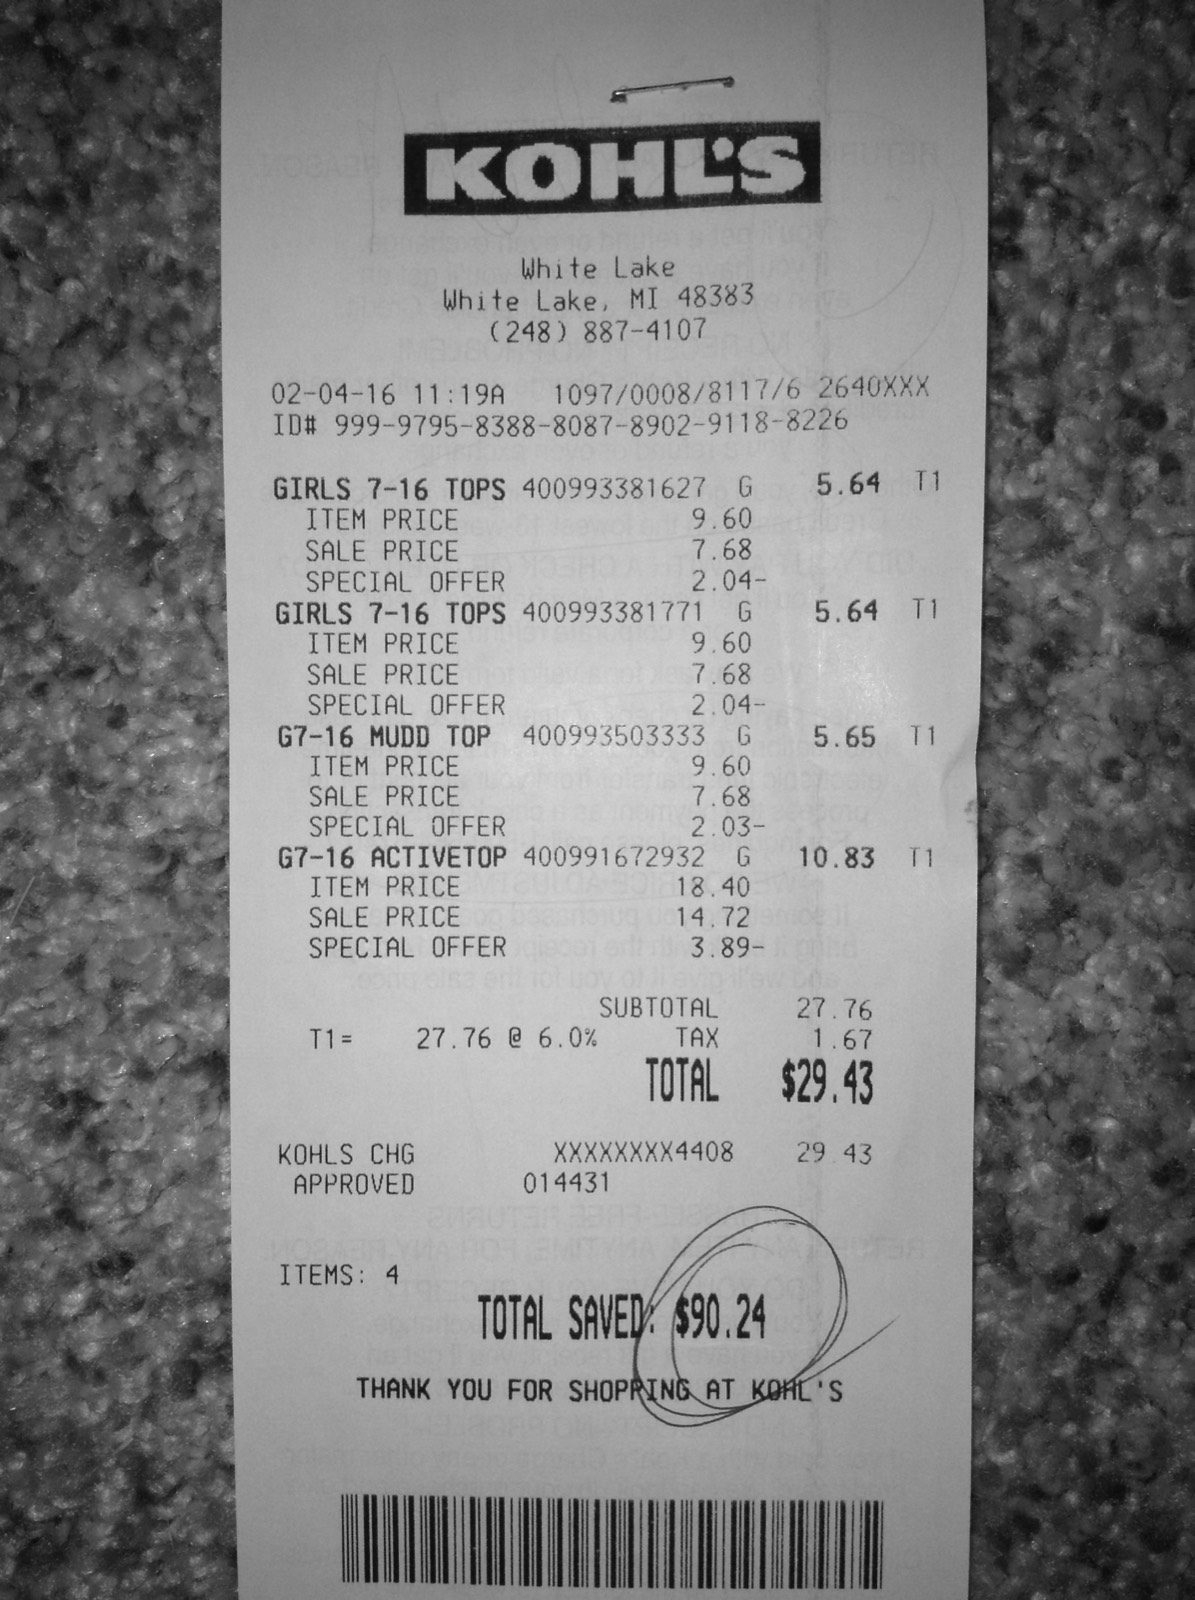 KOHL'S
White Lake
White Lake, MI 48383
(248) 887-4107
02-04-16 11:19A 1097/0008/8117/6 2640XXX
ID# 999-9795-8388-8087-8902-9118-8226
GIRLS 7-16 TOPS 400993381627 G 5.64 T1
ITEM PRICE 9.60
SALE PRICE 7.68
SPECIAL OFFER 2.04-
GIRLS 7-16 TOPS 400993381771 G 5.64 T1
ITEM PRICE 9.60
SALE PRICE 7.68
SPECIAL OFFER 2.04-
G7-16 MUDD TOP 400993503333 G 5.65 T1
ITEM PRICE 9.60
SALE PRICE 7.68
SPECIAL OFFER 2.03-
G7-16 ACTIVETOP 400991672932 G 10.83 T1
ITEM PRICE 18.40
SALE PRICE 14.72
SPECIAL OFFER 3.89-
SUBTOTAL 27.76
T1= 27.76 @ 6.0% TAX 1.67
TOTAL $29.43
KOHLS CHG XXXXXXXX4408 29.43
APPROVED 014431
ITEMS: 4
TOTAL SAVED: $90.24
THANK YOU FOR SHOPPING AT KOHL'S